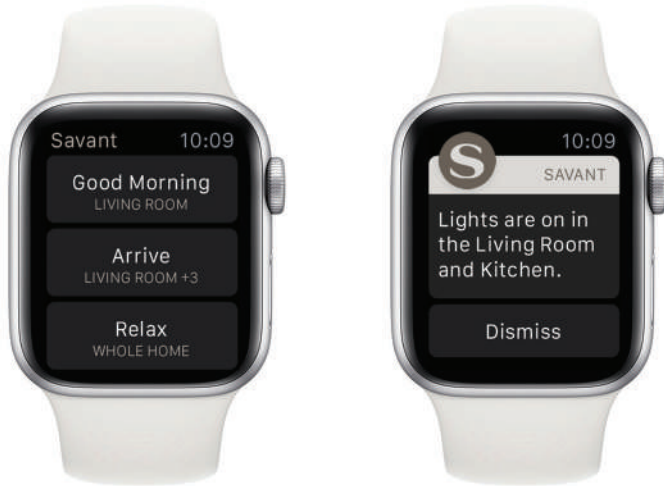 Savant 10:09
Good Morning
LIVING ROOM
Arrive
LIVING ROOM +3
Relax
WHOLE HOME
10:09
S
SAVANT
Lights are on in
the Living Room
and Kitchen.
Dismiss